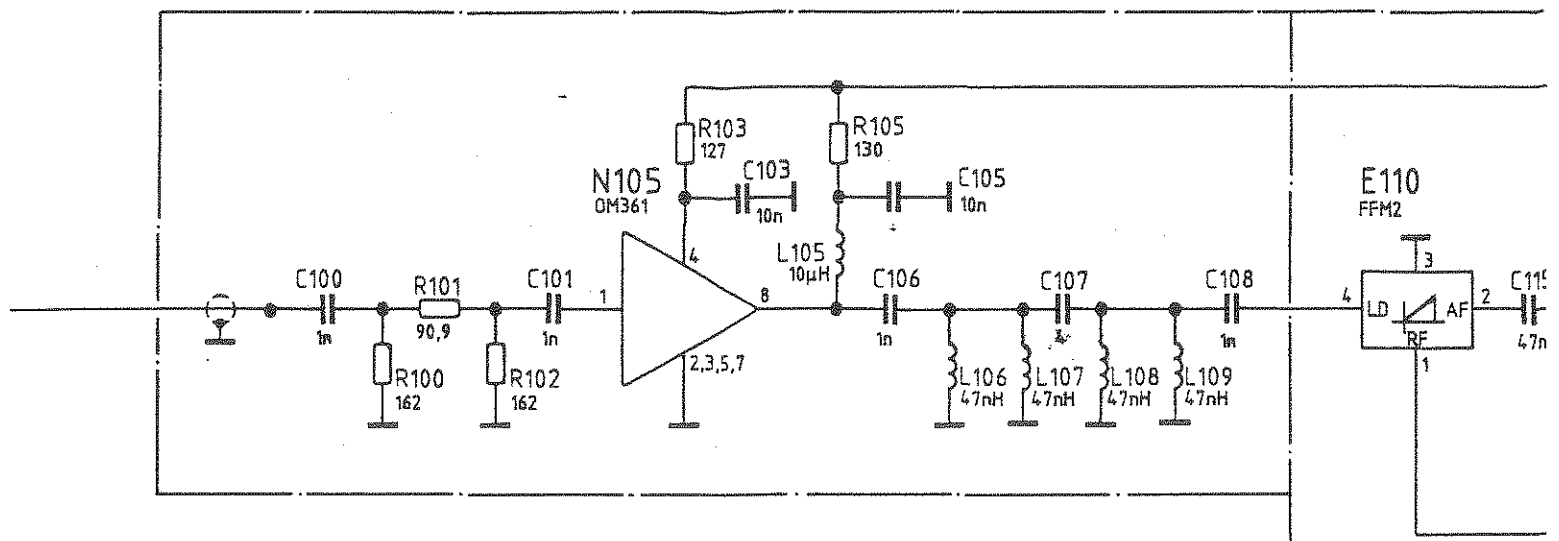 R103
127
R105
130
N105
OM361
C103
10n
C105
10n
E110
FFM2
4
L105
10µH
3
C100
1n
R101
90,9
C101
1n
1
8
C106
1n
C107
C108
1n
4
LD
AF
RF
2
1
C115
47n
R100
162
R102
162
2,3,5,7
L106
47nH
L107
47nH
L108
47nH
L109
47nH